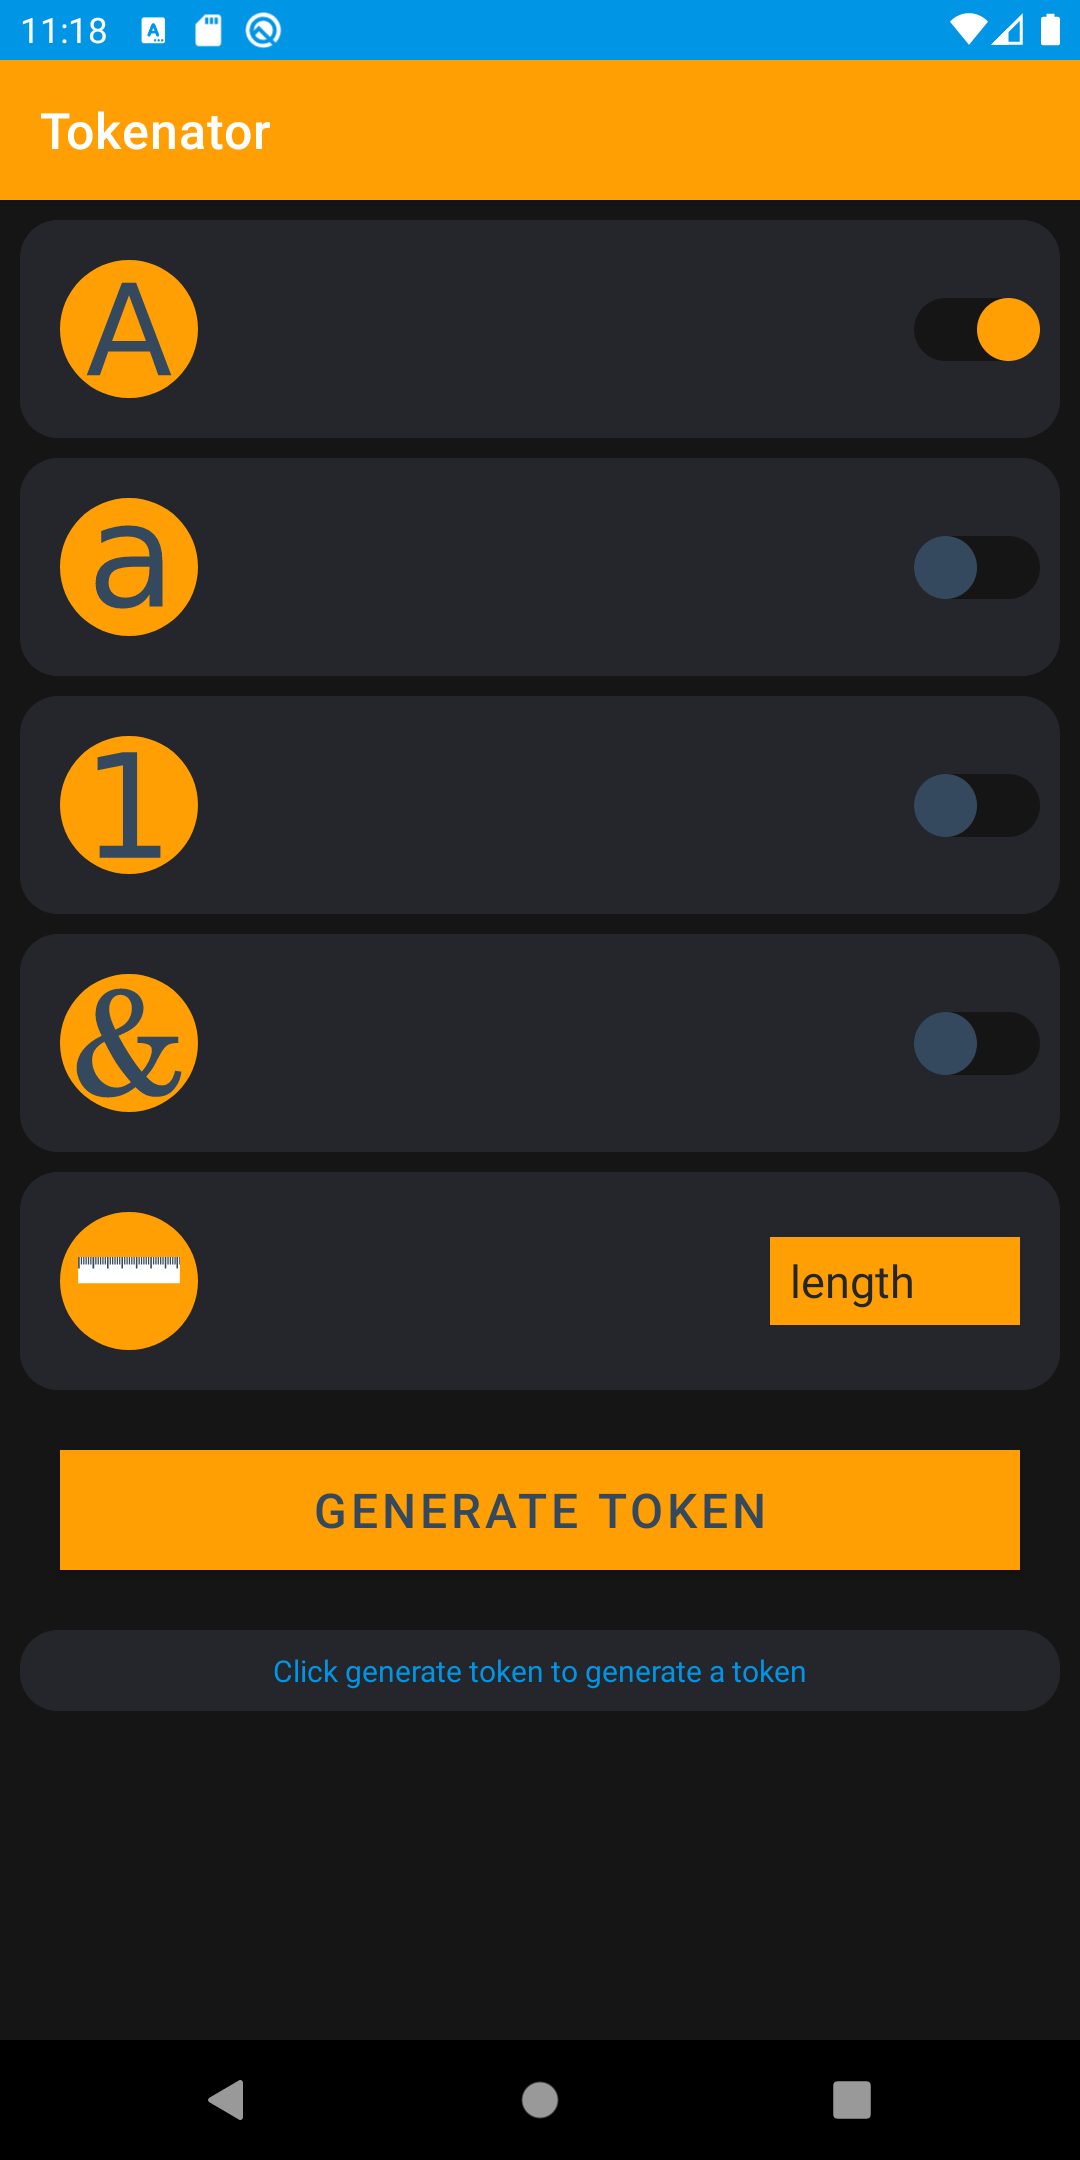 11:18
Tokenator
A
a
1
&
length
GENERATE TOKEN
Click generate token to generate a token